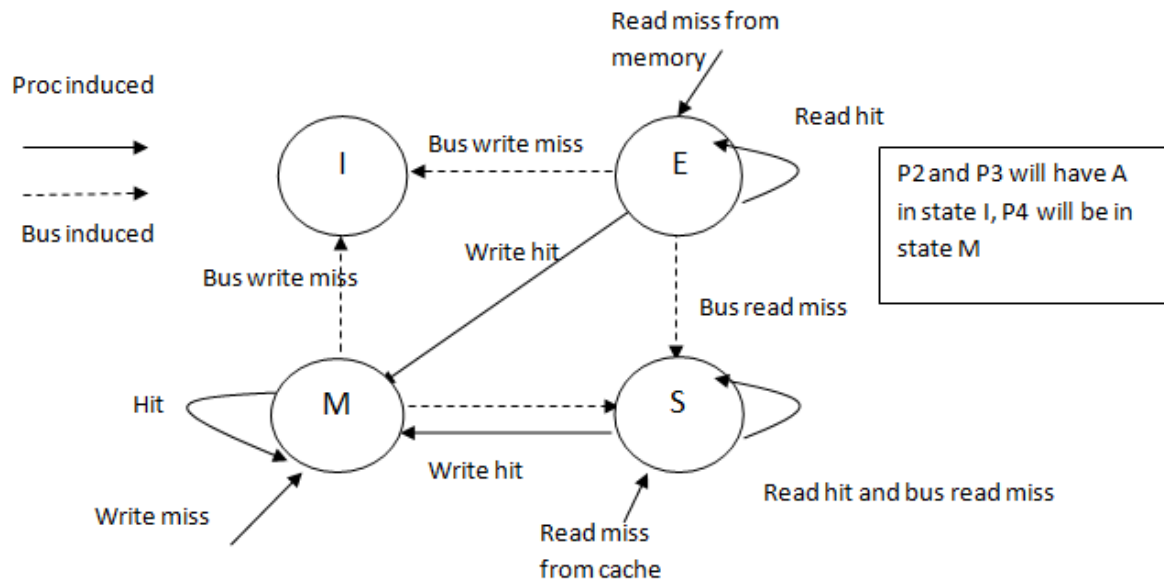 Read miss from
memory
Proc induced
Read hit
I
Bus write miss
E
P2 and P3 will have A
in state I, P4 will be in
state M
Bus induced
Write hit
Bus write miss
Bus read miss
Hit
M
S
Write hit
Read hit and bus read miss
Write miss
Read miss
from cache